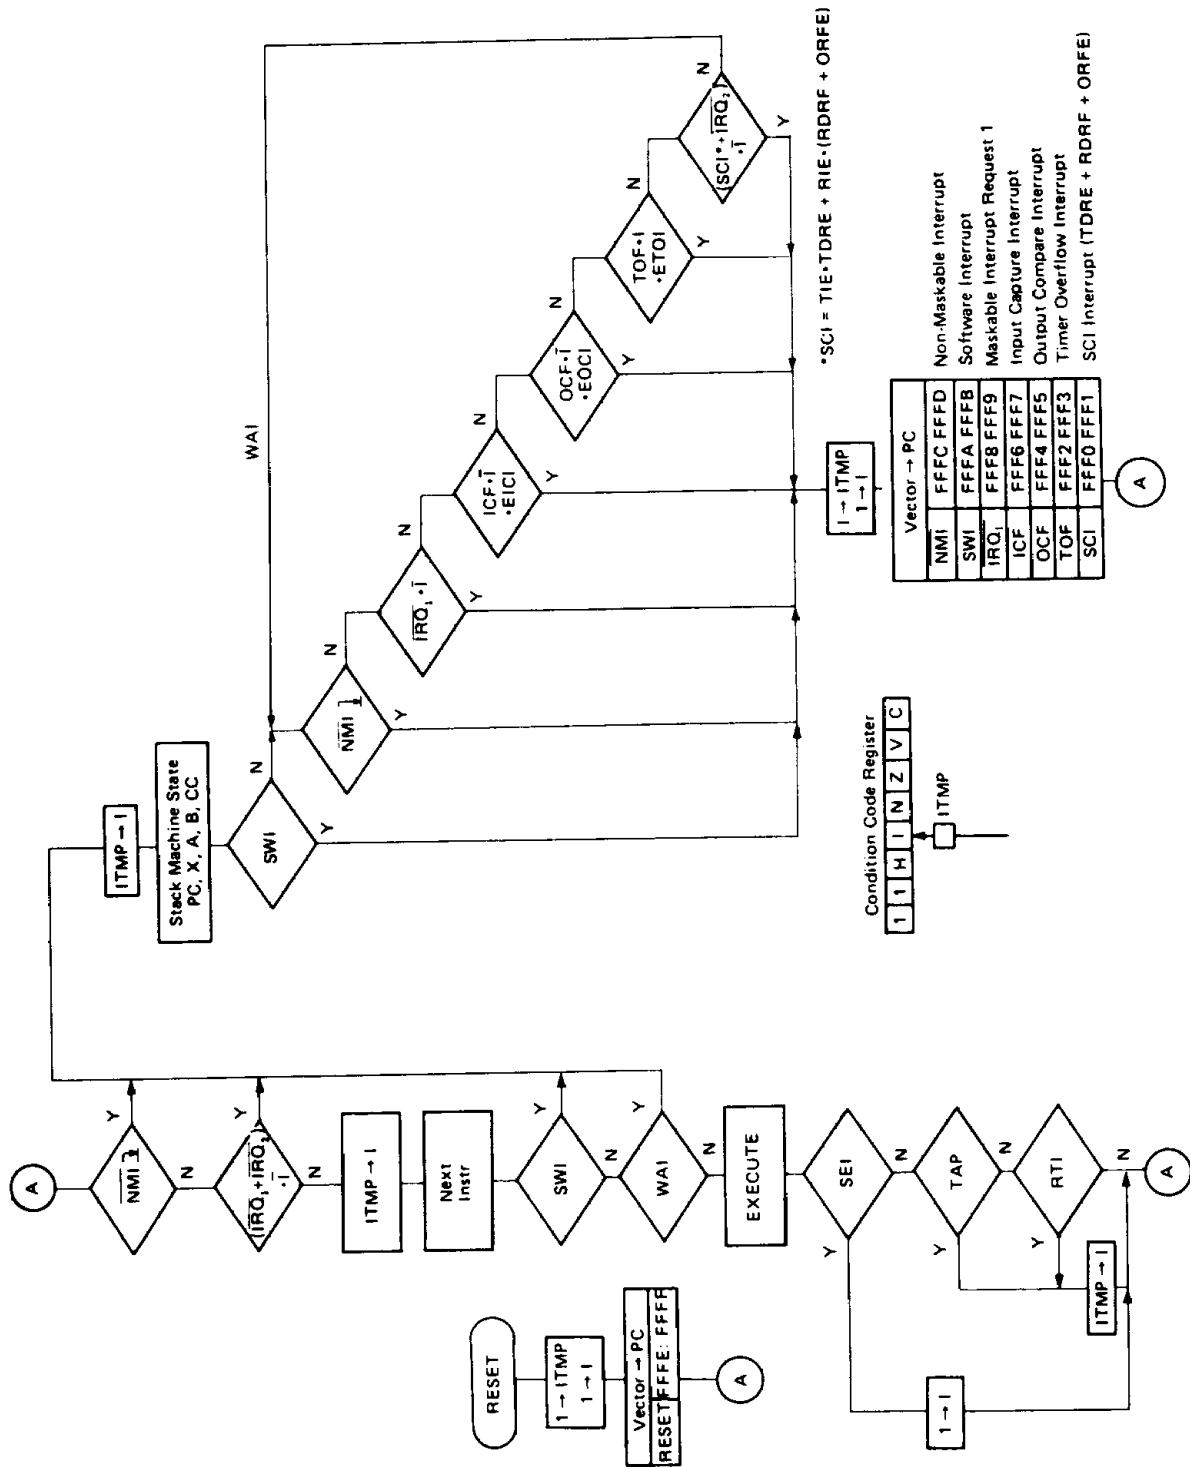 RESET
1 → ITMP
1 → I
Vector → PC
RESET FFFE: FFFF
A
A
NMI
Y
N
(IRQ1 + IRQ2)
•I
Y
N
ITMP → I
Next
Instr
SWI
Y
N
WAI
Y
N
EXECUTE
SEI
Y
N
1 → I
TAP
Y
N
RTI
Y
N
ITMP → I
A
ITMP → I
Stack Machine State
PC, X, A, B, CC
SWI
N
Y
WAI
NMI
N
Y
IRQ1 • I
N
Y
ICF • I
•EICI
N
Y
OCF • I
•EOCI
N
Y
TOF • I
•ETOI
N
Y
(SCI* + IRQ2)
•I
N
Y
*SCI = TIE•TDRE + RIE•(RDRF + ORFE)
I → ITMP
1 → I
Vector → PC
NMI FFFC FFFD Non-Maskable Interrupt
SWI FFFA FFFB Software Interrupt
IRQ1 FFF8 FFF9 Maskable Interrupt Request 1
ICF FFF6 FFF7 Input Capture Interrupt
OCF FFF4 FFF5 Output Compare Interrupt
TOF FFF2 FFF3 Timer Overflow Interrupt
SCI FFF0 FFF1 SCI Interrupt (TDRE + RDRF + ORFE)
A
Condition Code Register
1 1 H I N Z V C
ITMP